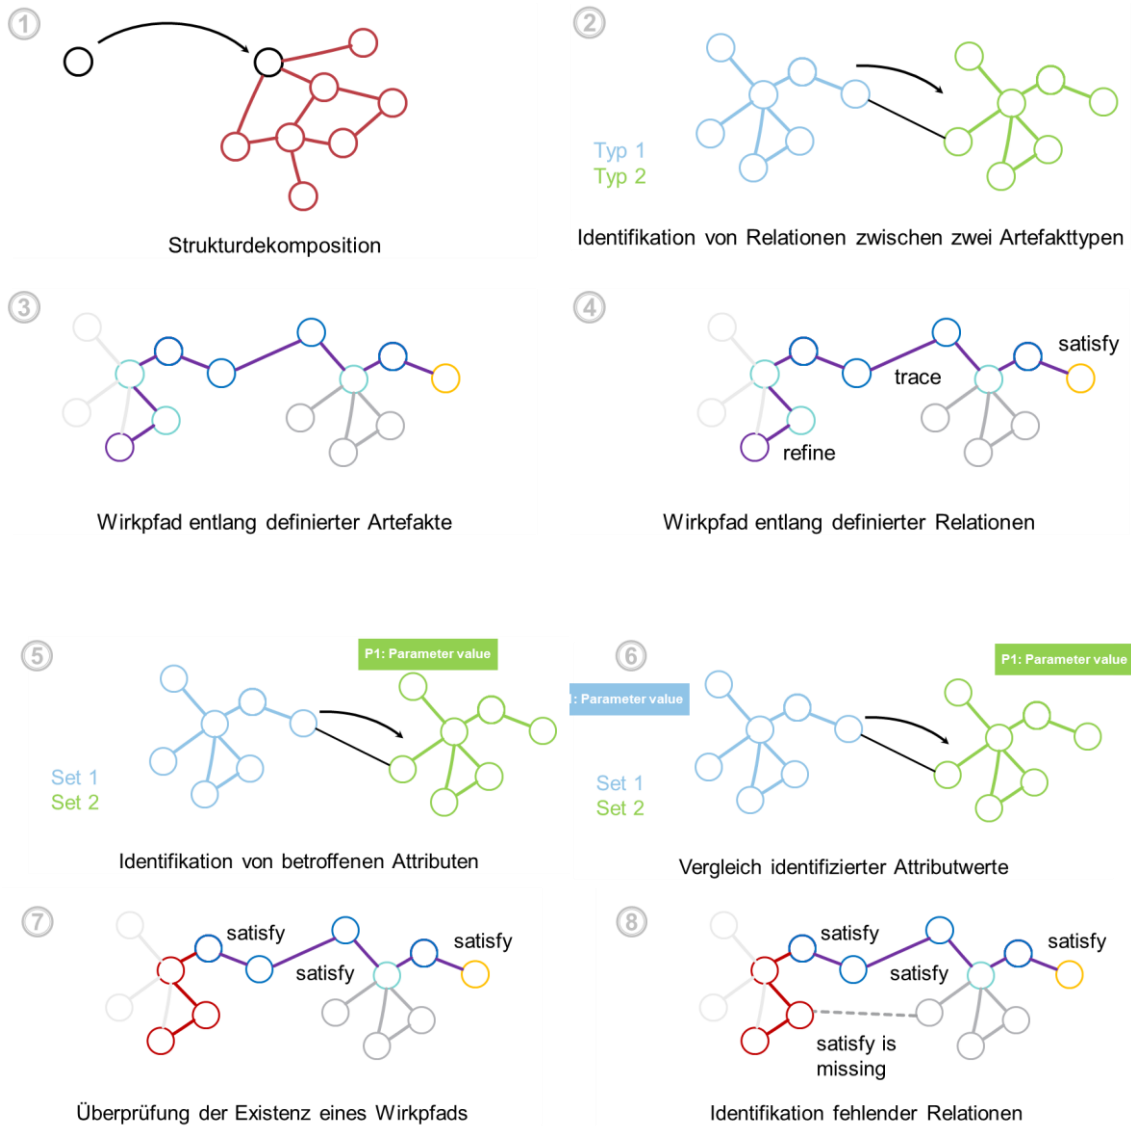 1
2
Typ 1
Typ 2
Strukturdekomposition
Identifikation von Relationen zwischen zwei Artefakttypen
3
4
satisfy
trace
refine
Wirkpfad entlang definierter Artefakte
Wirkpfad entlang definierter Relationen
5
P1: Parameter value
6
P1: Parameter value
: Parameter value
Set 1
Set 2
Set 1
Set 2
Identifikation von betroffenen Attributen
Vergleich identifizierter Attributwerte
7
satisfy
satisfy
satisfy
8
satisfy
satisfy
satisfy
satisfy is
missing
Überprüfung der Existenz eines Wirkpfads
Identifikation fehlender Relationen